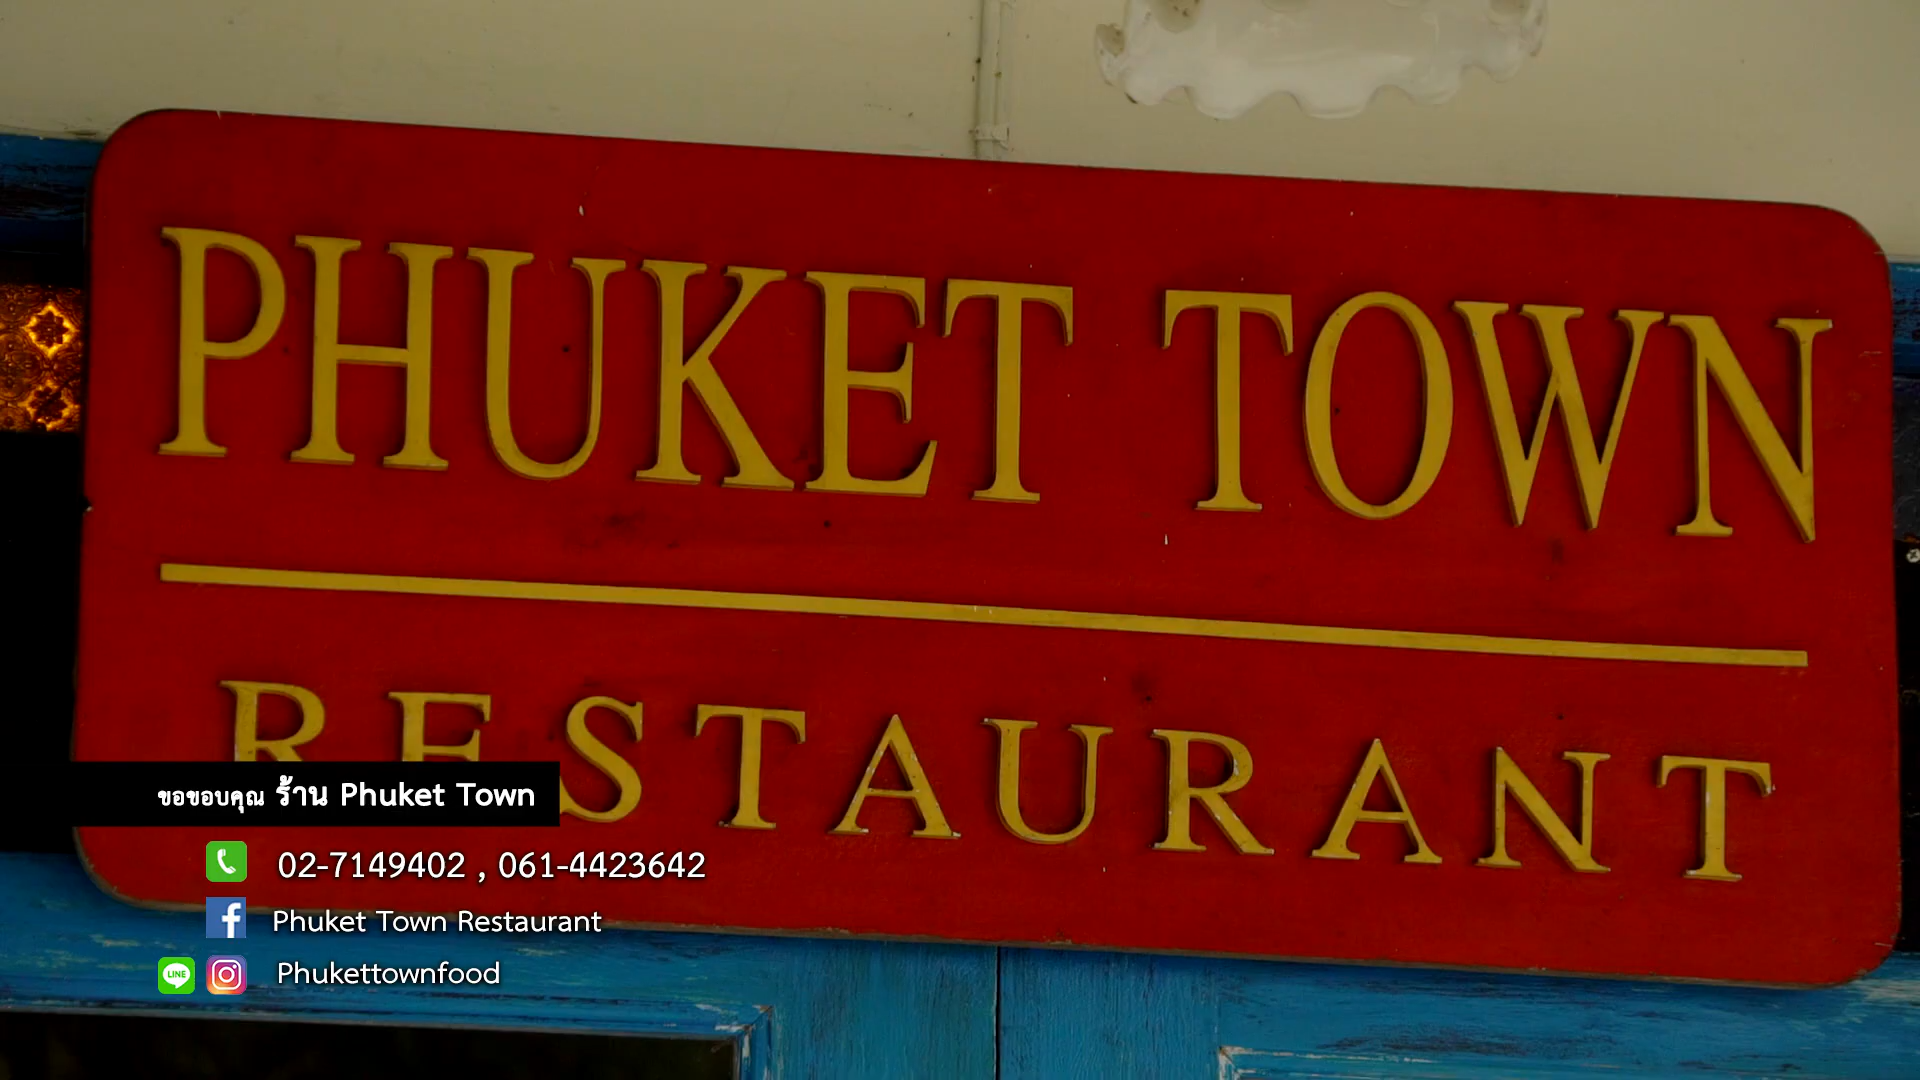 PHUKET TOWN
RESTAURANT
ขอขอบคุณ ร้าน Phuket Town
02-7149402 , 061-4423642
Phuket Town Restaurant
LINE Phukettownfood